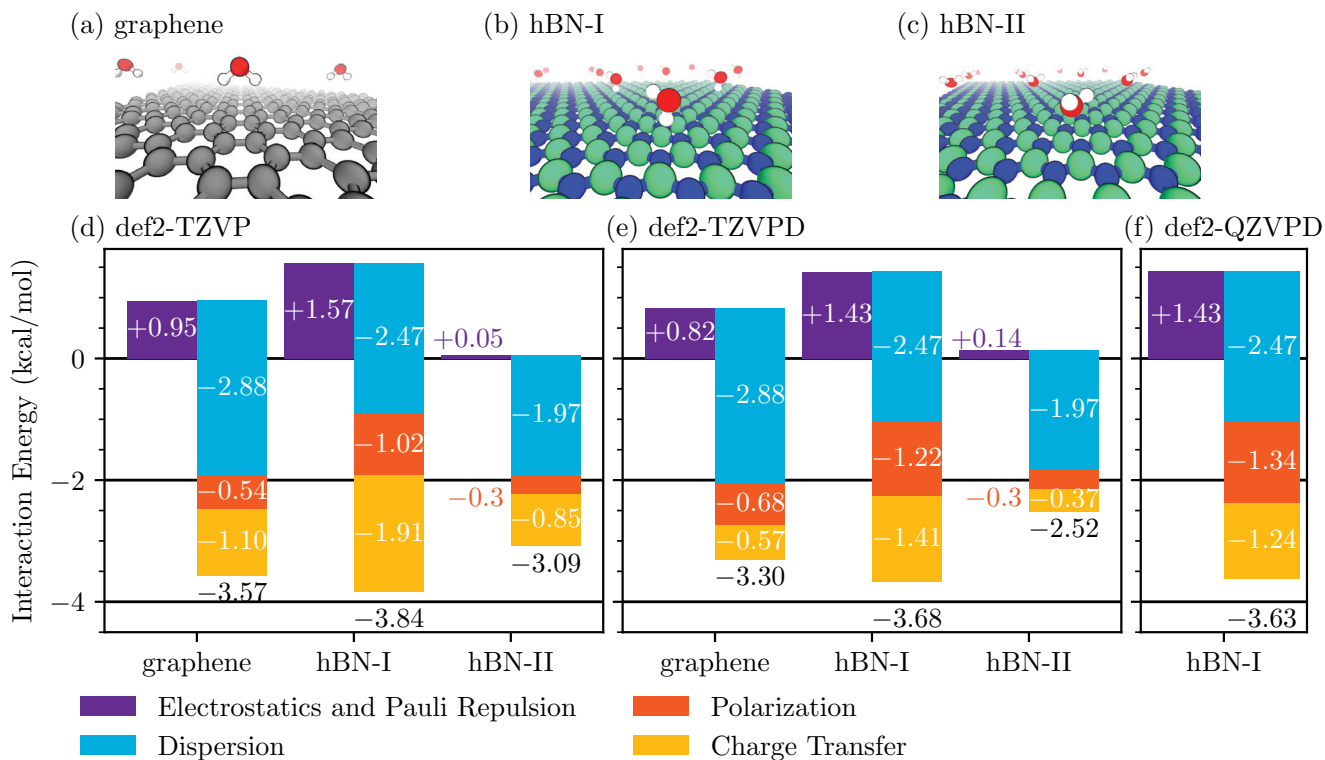 (a) graphene
(b) hBN-I
(c) hBN-II
(d) def2-TZVP
(e) def2-TZVPD
(f) def2-QZVPD
Interaction Energy (kcal/mol)
0
−2
−4
+0.95
−2.88
−0.54
−1.10
−3.57
+1.57
−2.47
−1.02
−1.91
−3.84
+0.05
−1.97
−0.3
−0.85
−3.09
graphene
hBN-I
hBN-II
+0.82
−2.88
−0.68
−0.57
−3.30
+1.43
−2.47
−1.22
−1.41
−3.68
+0.14
−1.97
−0.3
−0.37
−2.52
graphene
hBN-I
hBN-II
+1.43
−2.47
−1.34
−1.24
−3.63
hBN-I
Electrostatics and Pauli Repulsion
Dispersion
Polarization
Charge Transfer